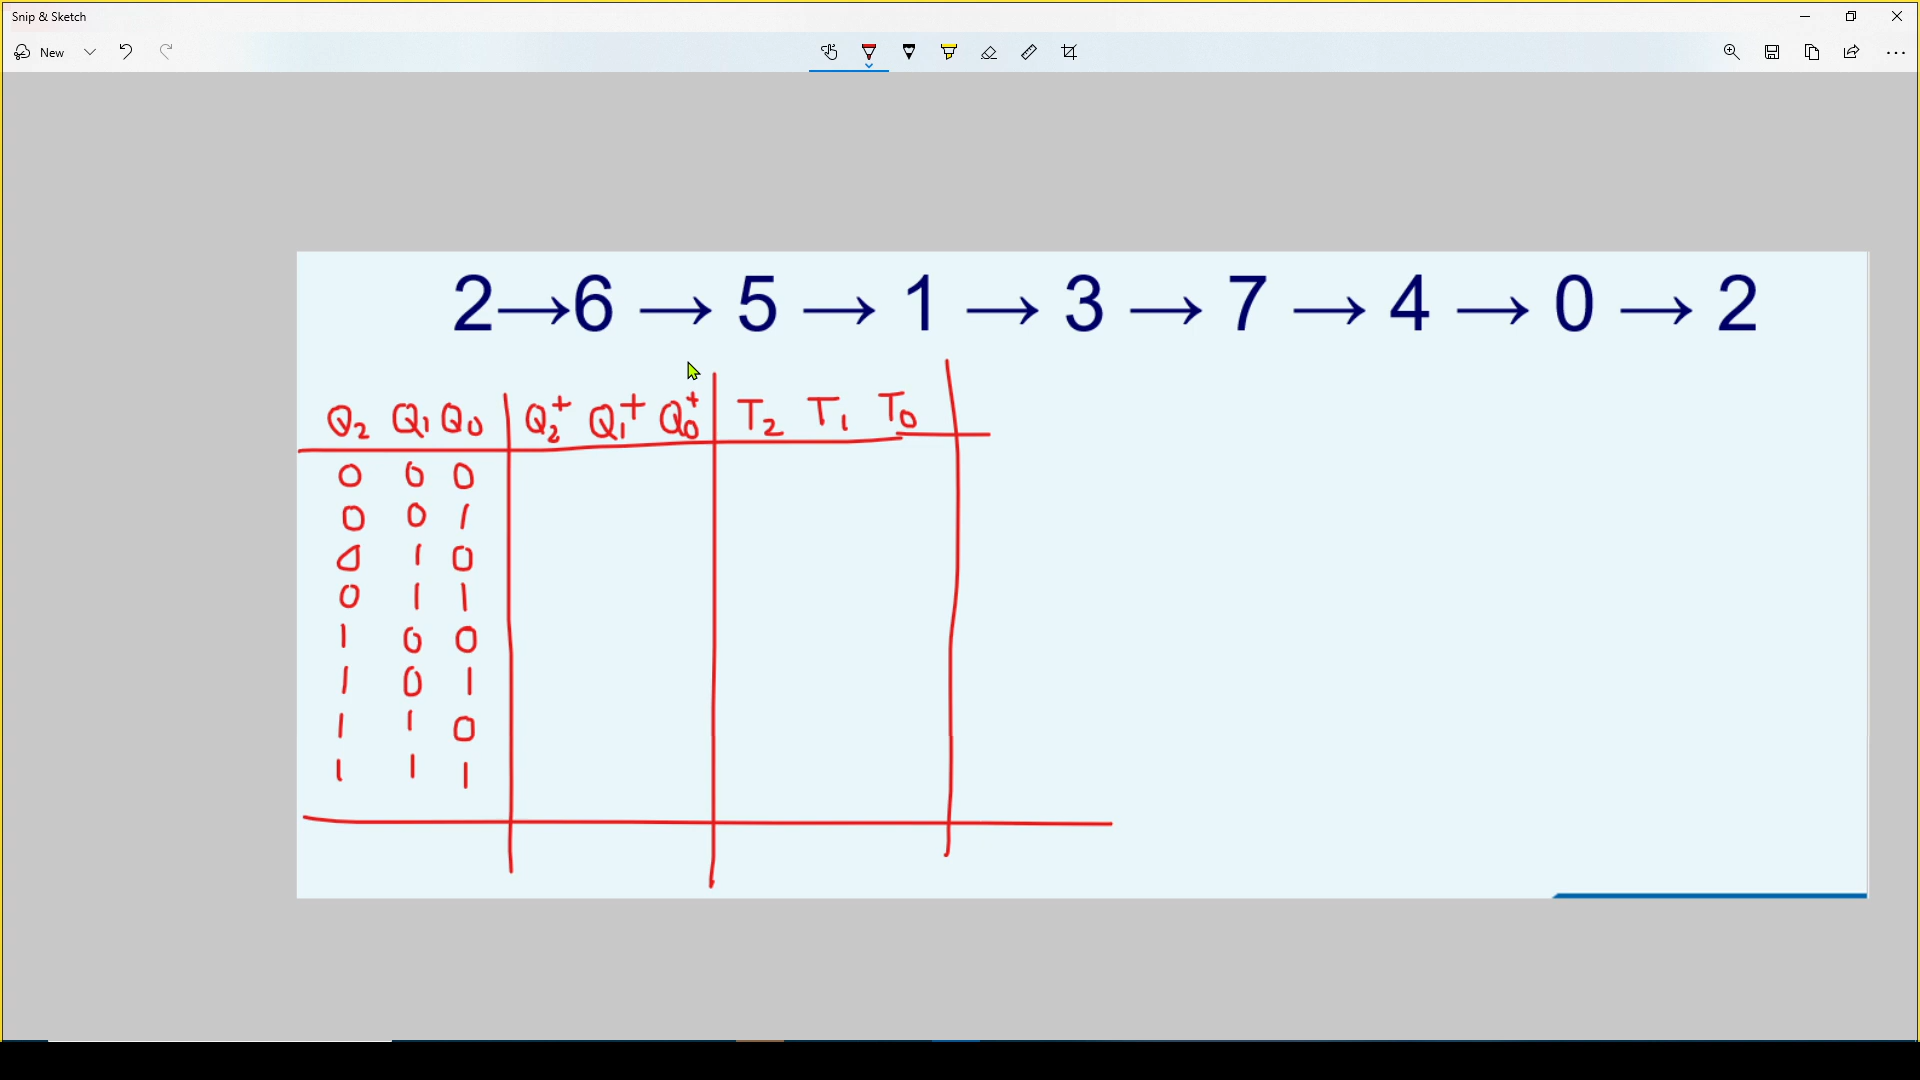 Snip & Sketch
New
2→6 → 5 → 1 → 3 → 7 → 4 → 0 → 2
Q₂ Q₁ Q₀ Q₂⁺ Q₁⁺ Q₀⁺ T₂ T₁ T₀
0 0 0
0 0 1
0 1 0
0 1 1
1 0 0
1 0 1
1 1 0
1 1 1